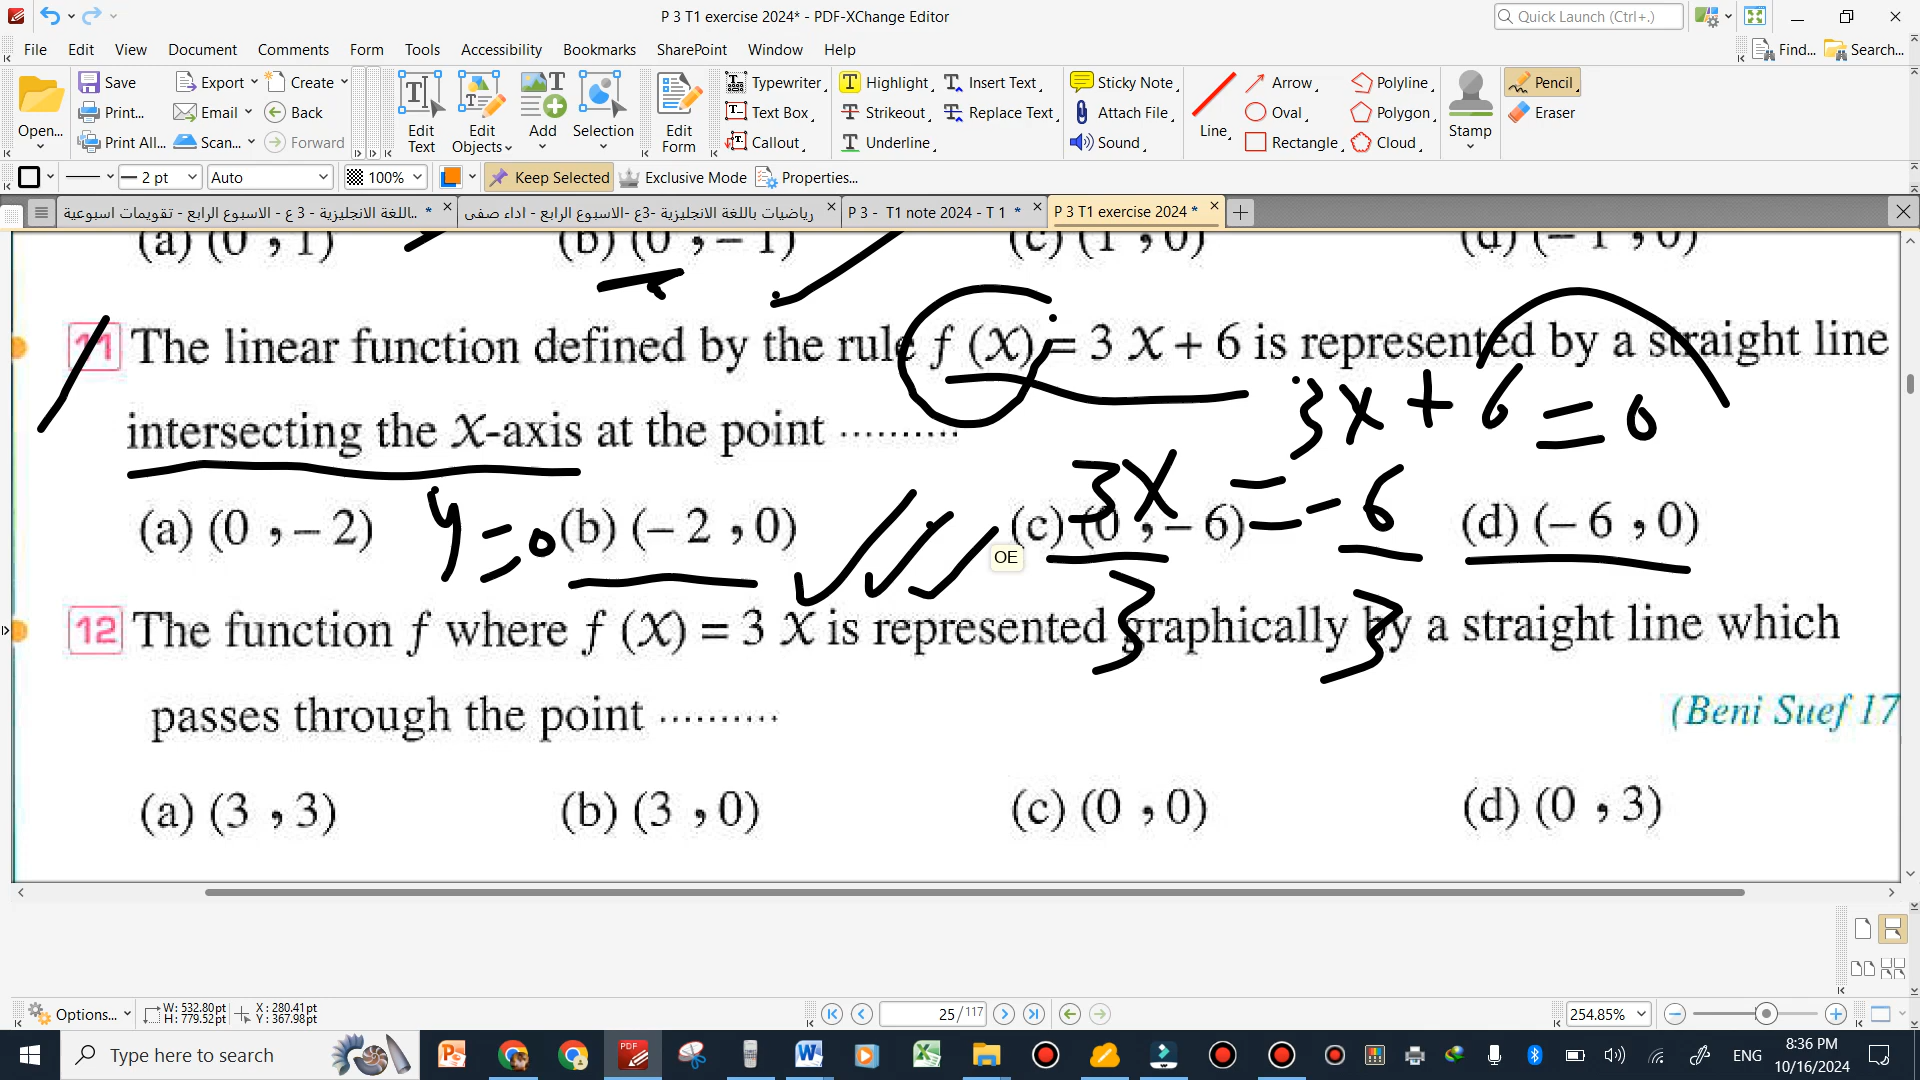 P 3 T1 exercise 2024* - PDF-XChange Editor
Quick Launch (Ctrl+.)
File Edit View Document Comments Form Tools Accessibility Bookmarks SharePoint Window Help
Find... Search...
Open...
Save Export Create
Print... Email Back
Print All... Scan... Forward
Edit Text
Edit Objects
Add
Selection
Edit Form
Typewriter Highlight Insert Text Sticky Note Arrow Polyline Pencil
Text Box Strikeout Replace Text Attach File Oval Polygon Eraser
Callout Underline Sound Line Rectangle Cloud Stamp
2 pt Auto 100% Keep Selected Exclusive Mode Properties...
اللغة الانجليزية - 3 ع - الاسبوع الرابع - تقويمات اسبوعية... *
رياضيات باللغة الانجليزية -3ع -الاسبوع الرابع - اداء صفى
P 3 - T1 note 2024 - T 1 *
P 3 T1 exercise 2024 *
(a) (0 , 1) (b) (0 , – 1) (c) (1 , 0) (d) (– 1 , 0)
11 The linear function defined by the rule f (X) = 3 X + 6 is represented by a straight line
3x + 6 = 0
intersecting the X-axis at the point ..........
3x = -6
(a) (0 , – 2) y = 0 (b) (– 2 , 0) (c) (0 , – 6) (d) (– 6 , 0)
OE
3 3
12 The function f where f (X) = 3 X is represented graphically by a straight line which
passes through the point ..........
(Beni Suef 17
(a) (3 , 3) (b) (3 , 0) (c) (0 , 0) (d) (0 , 3)
Options... W: 532.80pt X : 280.41pt
H: 779.52pt Y : 367.98pt
25 / 117
254.85%
Type here to search
ENG 8:36 PM
10/16/2024